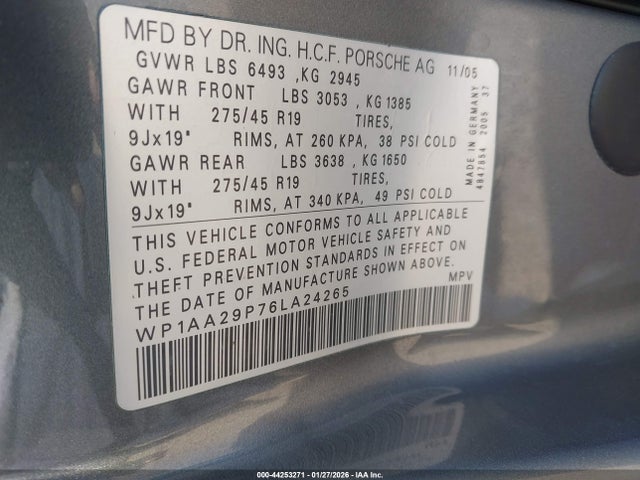 MFD BY DR. ING. H.C.F. PORSCHE AG 11/05
GVWR LBS 6493 , KG 2945
GAWR FRONT LBS 3053 , KG 1385
WITH 275/45 R19 TIRES,
9Jx19" RIMS, AT 260 KPA, 38 PSI COLD
GAWR REAR LBS 3638 , KG 1650
WITH 275/45 R19 TIRES,
9Jx19" RIMS, AT 340 KPA, 49 PSI COLD
THIS VEHICLE CONFORMS TO ALL APPLICABLE
U.S. FEDERAL MOTOR VEHICLE SAFETY AND
THEFT PREVENTION STANDARDS IN EFFECT ON
THE DATE OF MANUFACTURE SHOWN ABOVE.
MPV
WP1AA29P76LA24265
MADE IN GERMANY
4847854 2005 37
000-44253271 - 01/27/2026 - IAA Inc.